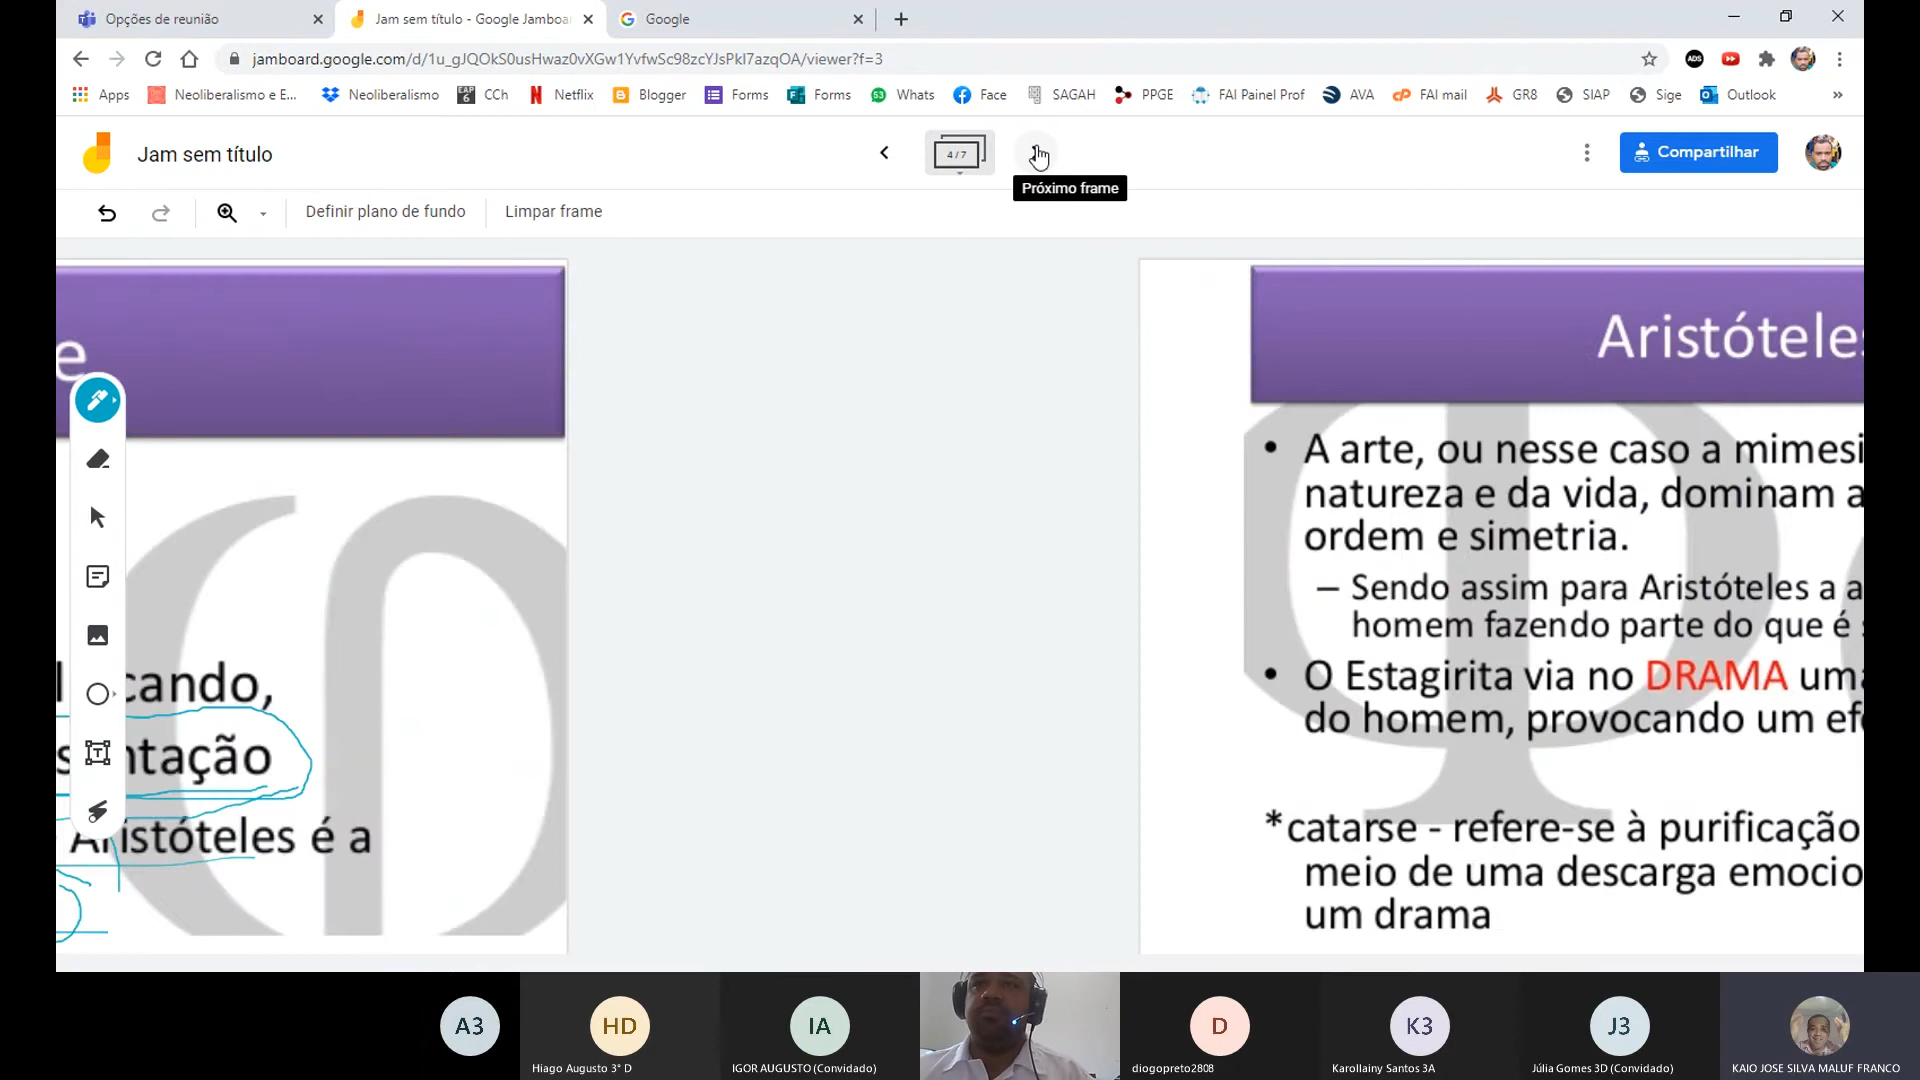 Opções de reunião
Jam sem título - Google Jamboa
Google
jamboard.google.com/d/1u_gJQOkS0usHwaz0vXGw1YvfwSc98zcYJsPkI7azqOA/viewer?f=3
ADS
Apps
Neoliberalismo e E...
Neoliberalismo
CCh
Netflix
Blogger
Forms
Forms
Whats
Face
SAGAH
PPGE
FAI Painel Prof
AVA
FAI mail
GR8
SIAP
Sige
Outlook
»
Jam sem título
4 / 7
Compartilhar
Próximo frame
Definir plano de fundo
Limpar frame
e
cando,
ntação
Aristóteles é a
Aristóteles
• A arte, ou nesse caso a mimesi
natureza e da vida, dominam a
ordem e simetria.
– Sendo assim para Aristóteles a a
homem fazendo parte do que é
• O Estagirita via no DRAMA uma
do homem, provocando um efe
*catarse - refere-se à purificação
meio de uma descarga emocio
um drama
A3
HD
Hiago Augusto 3° D
IA
IGOR AUGUSTO (Convidado)
D
diogopreto2808
K3
Karollainy Santos 3A
J3
Júlia Gomes 3D (Convidado)
KAIO JOSE SILVA MALUF FRANCO